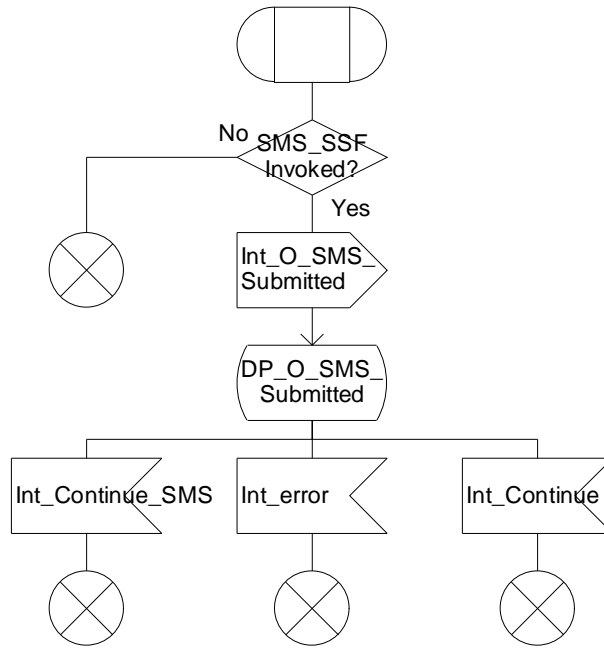 No
SMS_SSF
Invoked?
Yes
Int_O_SMS_
Submitted
DP_O_SMS_
Submitted
Int_Continue_SMS
Int_error
Int_Continue